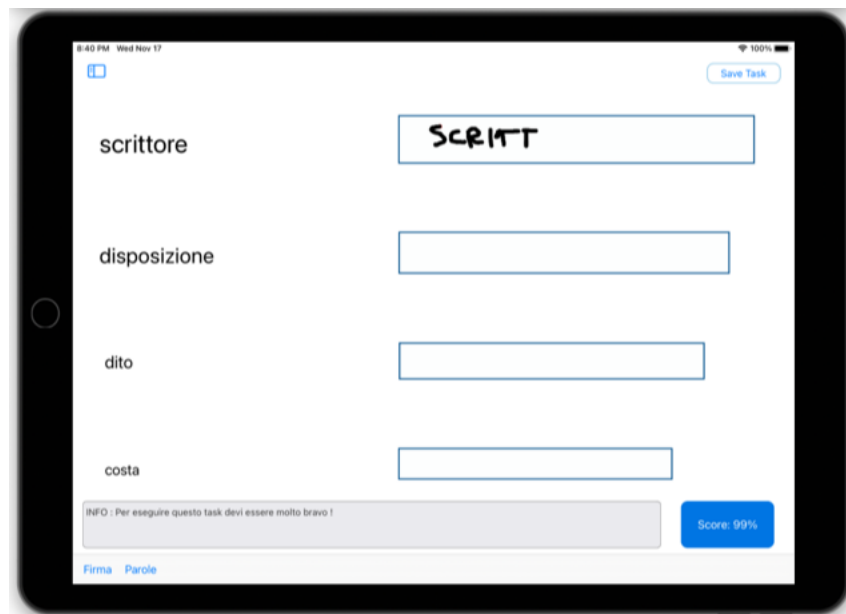 8:40 PM Wed Nov 17 100%
Save Task
scrittore SCRITT
disposizione
dito
costa
INFO : Per eseguire questo task devi essere molto bravo !
Score: 99%
Firma Parole